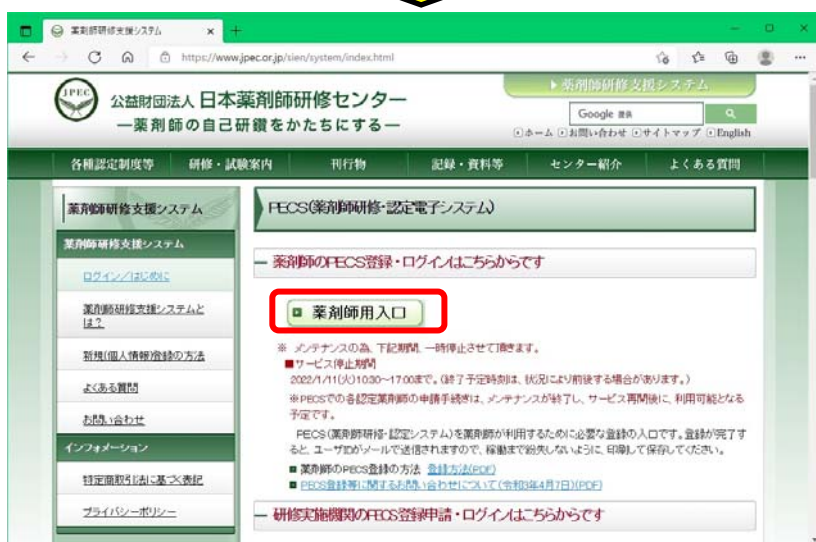 薬剤師研修支援システム
https://www.jpec.or.jp/sien/system/index.html
JPEC
公益財団法人 日本薬剤師研修センター
―薬剤師の自己研鑽をかたちにする―
薬剤師研修支援システム
Google 提供
ホーム お問い合わせ サイトマップ English
各種認定制度等 研修・試験案内 刊行物 記録・資料等 センター紹介 よくある質問
薬剤師研修支援システム
薬剤師研修支援システム
ログイン/はじめに
薬剤師研修支援システムと
は？
新規(個人情報)登録の方法
よくある質問
お問い合わせ
インフォメーション
特定商取引法に基づく表記
プライバシーポリシー
PECS(薬剤師研修・認定電子システム)
薬剤師のPECS登録・ログインはこちらからです
薬剤師用入口
※ メンテナンスの為、下記期間、一時停止させて頂きます。
■サービス停止期間
2022/1/11(火)10:30～17:00まで。(終了予定時刻は、状況により前後する場合があります。)
※PECSでの各認定薬剤師の申請手続きは、メンテナンスが終了し、サービス再開後に、利用可能となる
予定です。
PECS(薬剤師研修・認定システム)を薬剤師が利用するために必要な登録の入口です。登録が完了す
ると、ユーザIDがメールで送信されますので、稼働まで紛失しないように、印刷して保存してください。
■ 薬剤師のPECS登録の方法 登録方法(PDF)
■ PECS登録等に関するお問い合わせについて(令和3年4月7日)(PDF)
研修実施機関のPECS登録申請・ログインはこちらからです